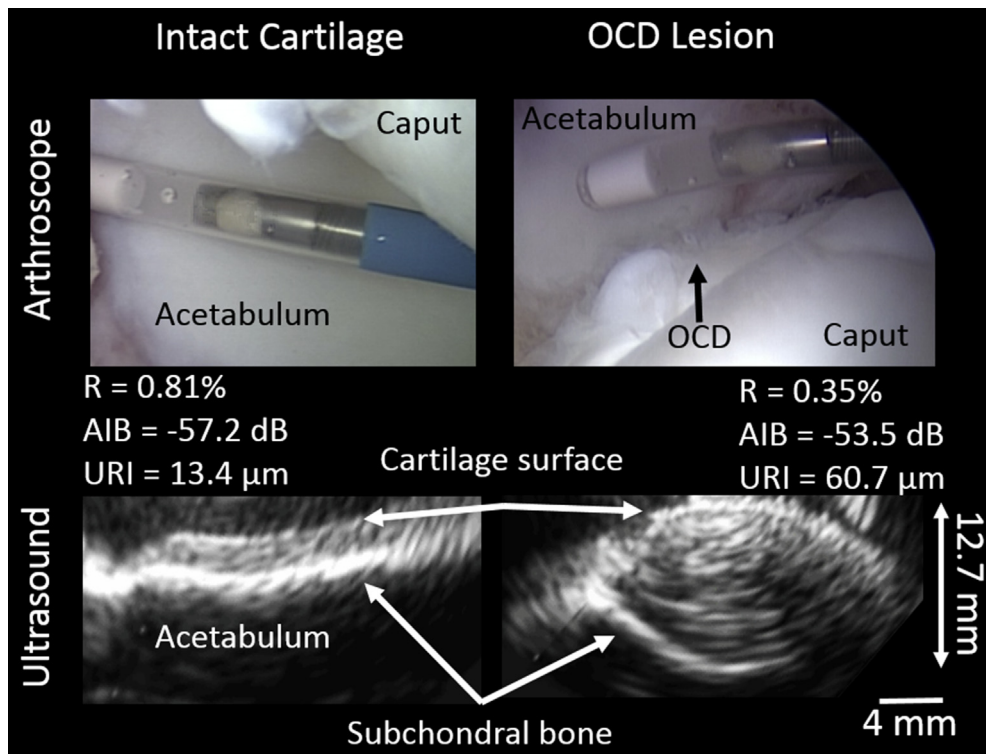 Intact Cartilage
OCD Lesion
Arthroscope
Caput
Acetabulum
Acetabulum
OCD
Caput
R = 0.81%
AIB = -57.2 dB
URI = 13.4 μm
R = 0.35%
AIB = -53.5 dB
URI = 60.7 μm
Cartilage surface
Ultrasound
Acetabulum
12.7 mm
Subchondral bone
4 mm